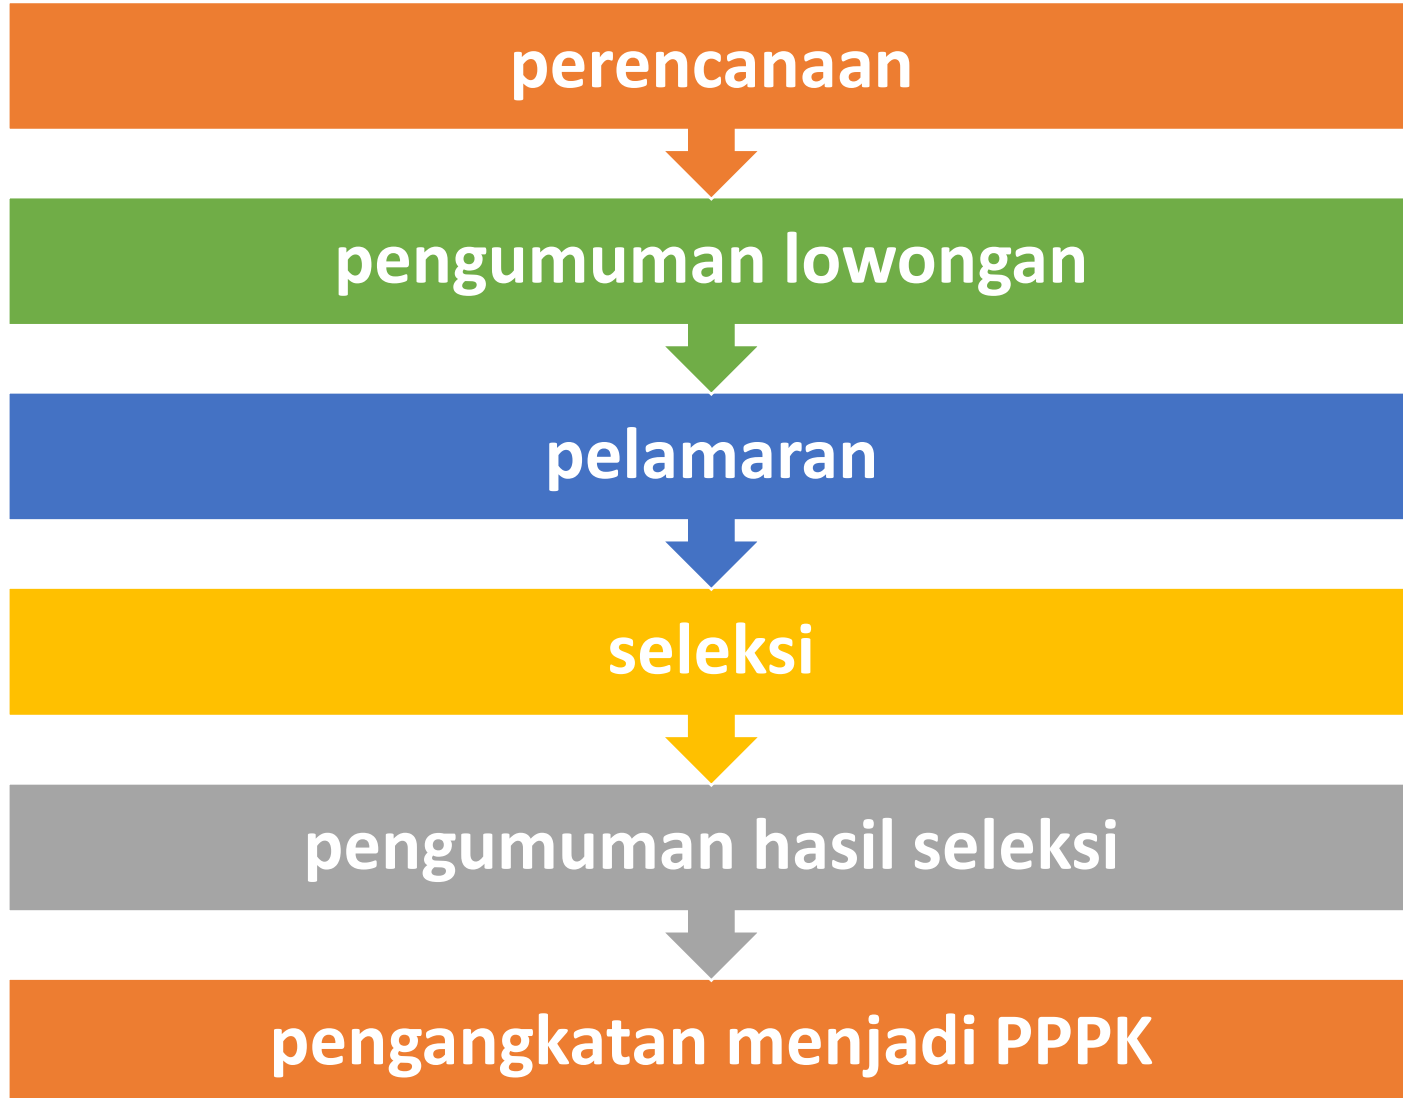 perencanaan
pengumuman lowongan
pelamaran
seleksi
pengumuman hasil seleksi
pengangkatan menjadi PPPK